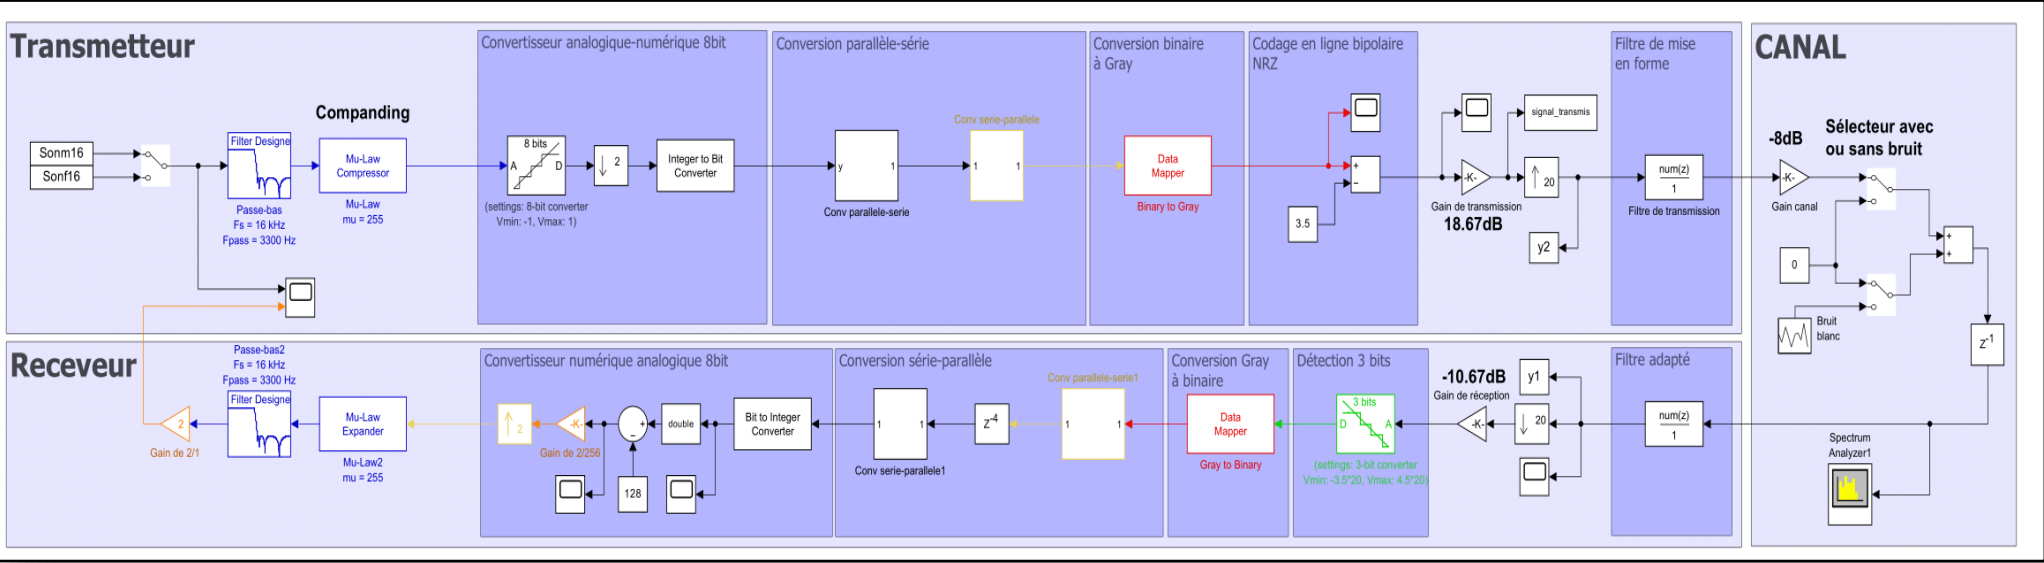 Transmetteur
Companding
Sonm16
Sonf16
Filter Designe
Passe-bas
Fs = 16 kHz
Fpass = 3300 Hz
Mu-Law
Compressor
Mu-Law
mu = 255
Convertisseur analogique-numérique 8bit
8 bits
A
D
(settings: 8-bit converter
Vmin: -1, Vmax: 1)
2
Integer to Bit
Converter
Conversion parallèle-série
y
1
Conv parallele-serie
Conv serie-parallele
1
1
Conversion binaire
à Gray
Data
Mapper
Binary to Gray
Codage en ligne bipolaire
NRZ
+
−
3.5
-K-
Gain de transmission
18.67dB
signal_transmis
20
y2
Filtre de mise
en forme
num(z)
1
Filtre de transmission
CANAL
-8dB
-K-
Gain canal
Sélecteur avec
ou sans bruit
0
Bruit
blanc
+
+
z-1
Spectrum
Analyzer1
Receveur
Passe-bas2
Fs = 16 kHz
Fpass = 3300 Hz
Filter Designe
2
Gain de 2/1
Mu-Law
Expander
Mu-Law2
mu = 255
Convertisseur numérique analogique 8bit
2
-K-
Gain de 2/256
+
−
128
double
Bit to Integer
Converter
Conversion série-parallèle
1
1
Conv serie-parallele1
z-4
Conv parallele-serie1
1
1
Conversion Gray
à binaire
Data
Mapper
Gray to Binary
Détection 3 bits
3 bits
D
A
(settings: 3-bit converter
Vmin: -3.5*20, Vmax: 4.5*20)
-10.67dB
Gain de réception
-K-
y1
20
Filtre adapté
num(z)
1